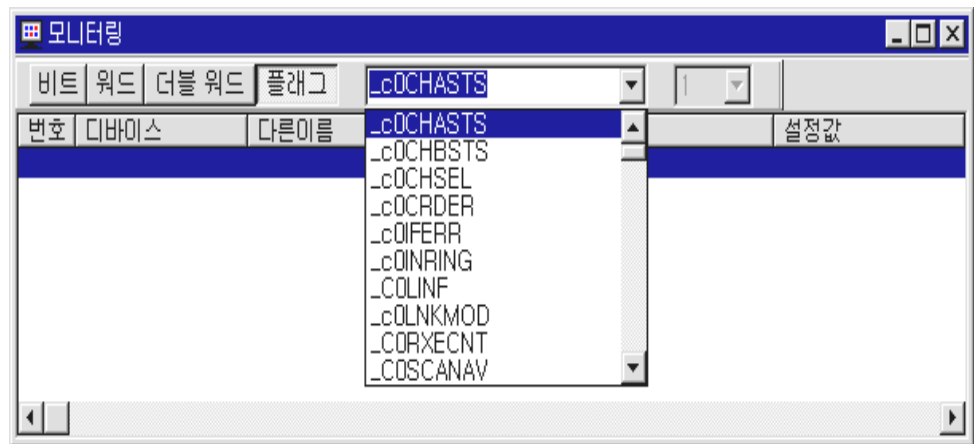 모니터링
비트 워드 더블 워드 플래그 _c0CHASTS 1
번호 디바이스 다른이름 설정값
_c0CHASTS
_c0CHBSTS
_c0CHSEL
_c0CRDER
_c0IFERR
_c0INRING
_C0LINF
_c0LNKMOD
_C0RXECNT
_C0SCANAV